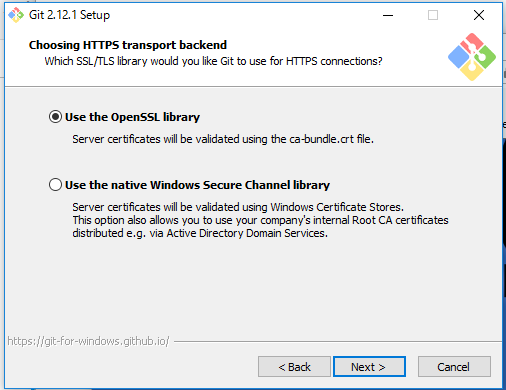 Git 2.12.1 Setup
Choosing HTTPS transport backend
Which SSL/TLS library would you like Git to use for HTTPS connections?
Use the OpenSSL library
Server certificates will be validated using the ca-bundle.crt file.
Use the native Windows Secure Channel library
Server certificates will be validated using Windows Certificate Stores.
This option also allows you to use your company's internal Root CA certificates
distributed e.g. via Active Directory Domain Services.
https://git-for-windows.github.io/
< Back
Next >
Cancel